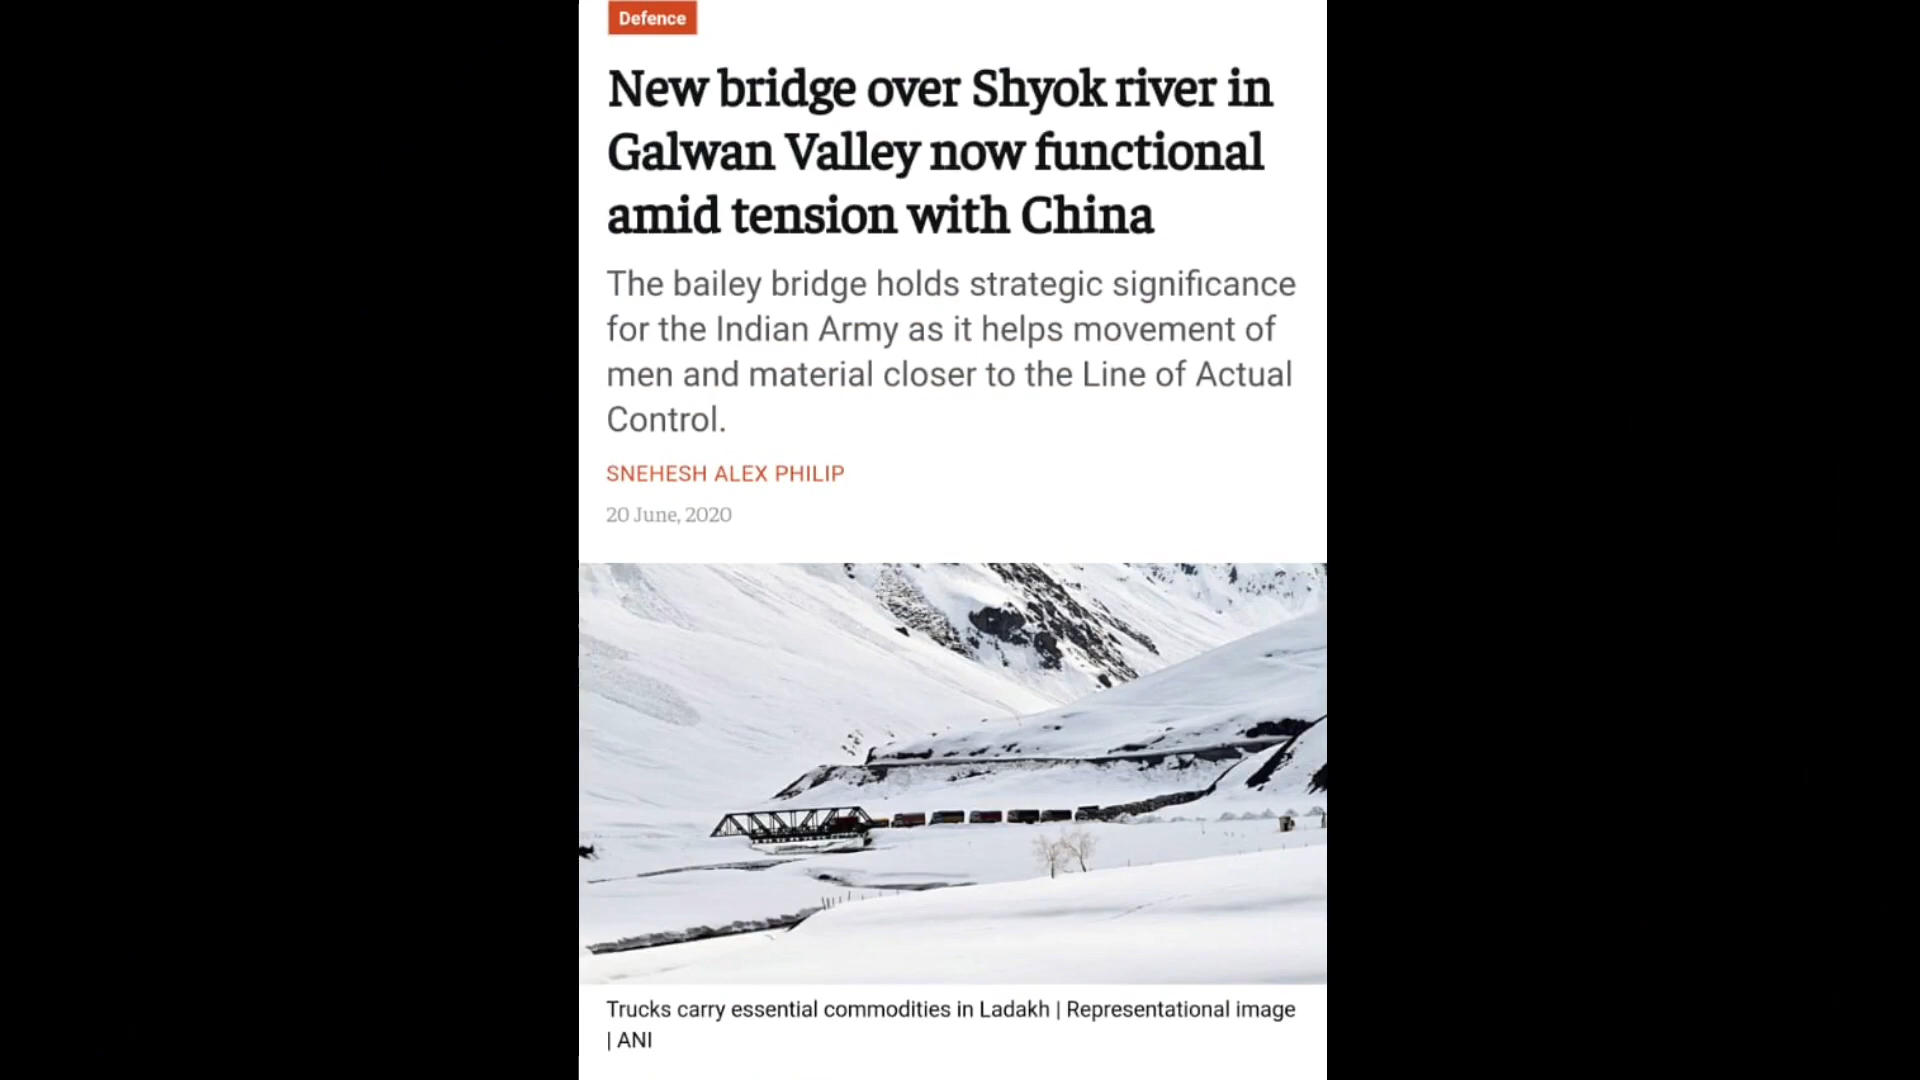 Defence
New bridge over Shyok river in
Galwan Valley now functional
amid tension with China
The bailey bridge holds strategic significance
for the Indian Army as it helps movement of
men and material closer to the Line of Actual
Control.
SNEHESH ALEX PHILIP
20 June, 2020
Trucks carry essential commodities in Ladakh | Representational image
| ANI